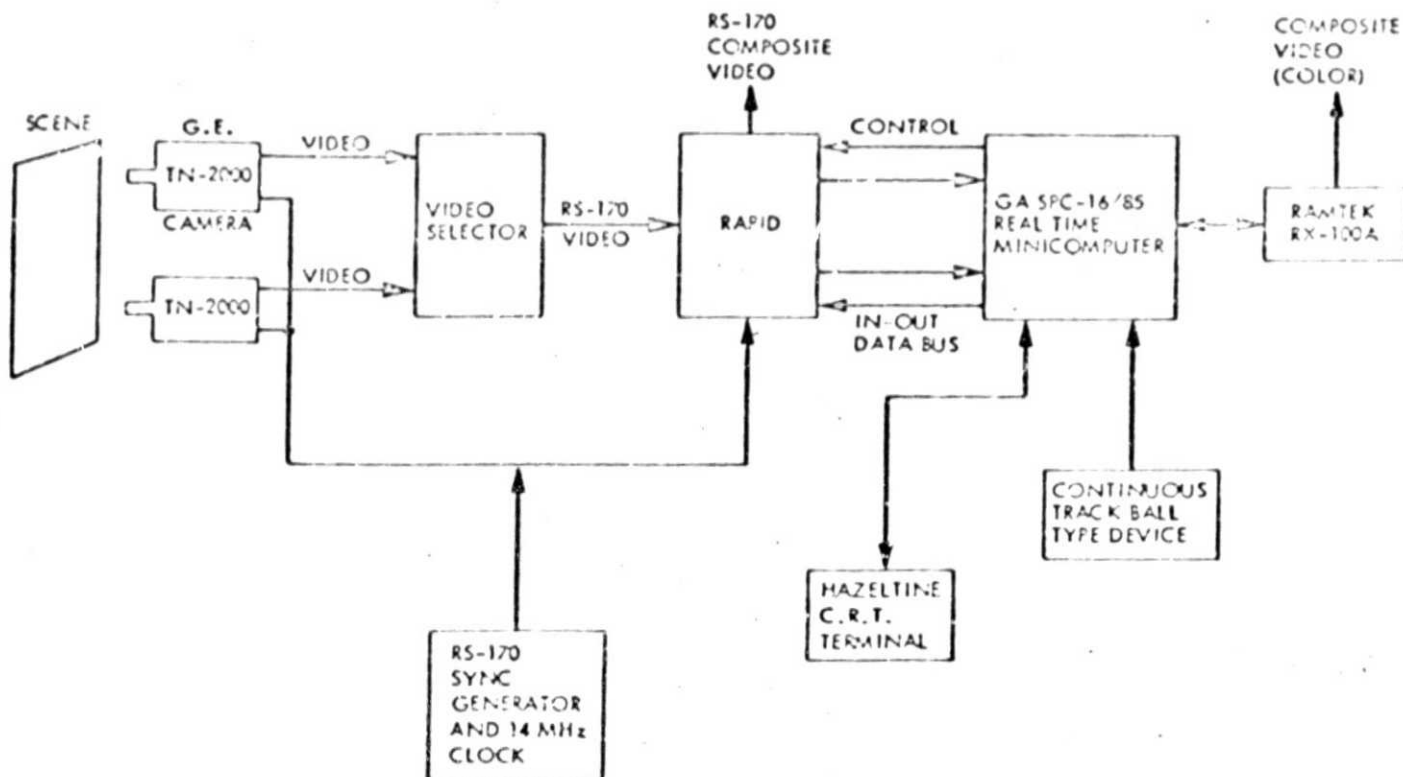 RS-170
COMPOSITE
VIDEO
COMPOSITE
VIDEO
(COLOR)
SCENE
G.E.
TN-2000
CAMERA
VIDEO
TN-2000
VIDEO
VIDEO
SELECTOR
RS-170
VIDEO
RAPID
CONTROL
IN-OUT
DATA BUS
GA SPC-16/85
REAL TIME
MINICOMPUTER
RAMTEK
RX-100A
CONTINUOUS
TRACK BALL
TYPE DEVICE
HAZELTINE
C.R.T.
TERMINAL
RS-170
SYNC
GENERATOR
AND 14 MHz
CLOCK